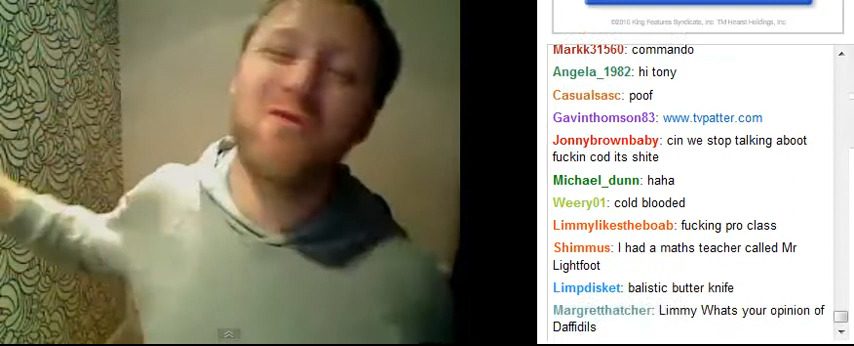 ©2010 King Features Syndicate, Inc. TM Hearst Holdings, Inc
Markk31560: commando
Angela_1982: hi tony
Casualsasc: poof
Gavinthomson83: www.tvpatter.com
Jonnybrownbaby: cin we stop talking aboot
fuckin cod its shite
Michael_dunn: haha
Weery01: cold blooded
Limmylikestheboab: fucking pro class
Shimmus: I had a maths teacher called Mr
Lightfoot
Limpdisket: balistic butter knife
Margretthatcher: Limmy Whats your opinion of
Daffidils